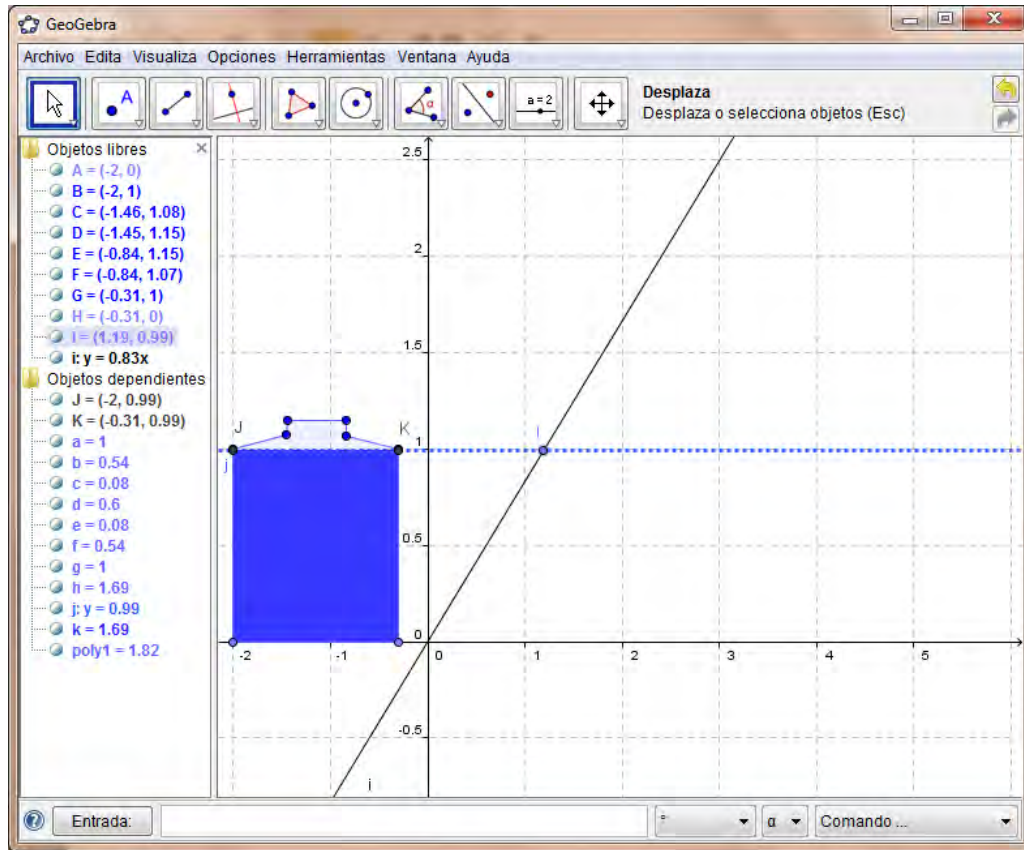 GeoGebra
Archivo Edita Visualiza Opciones Herramientas Ventana Ayuda
A
α
a = 2
Desplaza
Desplaza o selecciona objetos (Esc)
Objetos libres
A = (-2, 0)
B = (-2, 1)
C = (-1.46, 1.08)
D = (-1.45, 1.15)
E = (-0.84, 1.15)
F = (-0.84, 1.07)
G = (-0.31, 1)
H = (-0.31, 0)
I = (1.19, 0.99)
i: y = 0.83x
Objetos dependientes
J = (-2, 0.99)
K = (-0.31, 0.99)
a = 1
b = 0.54
c = 0.08
d = 0.6
e = 0.08
f = 0.54
g = 1
h = 1.69
j: y = 0.99
k = 1.69
poly1 = 1.82
2.5
2
1.5
J
K
1
I
j
0.5
0
-2
-1
0
1
2
3
4
5
-0.5
i
Entrada:
°
α
Comando ...